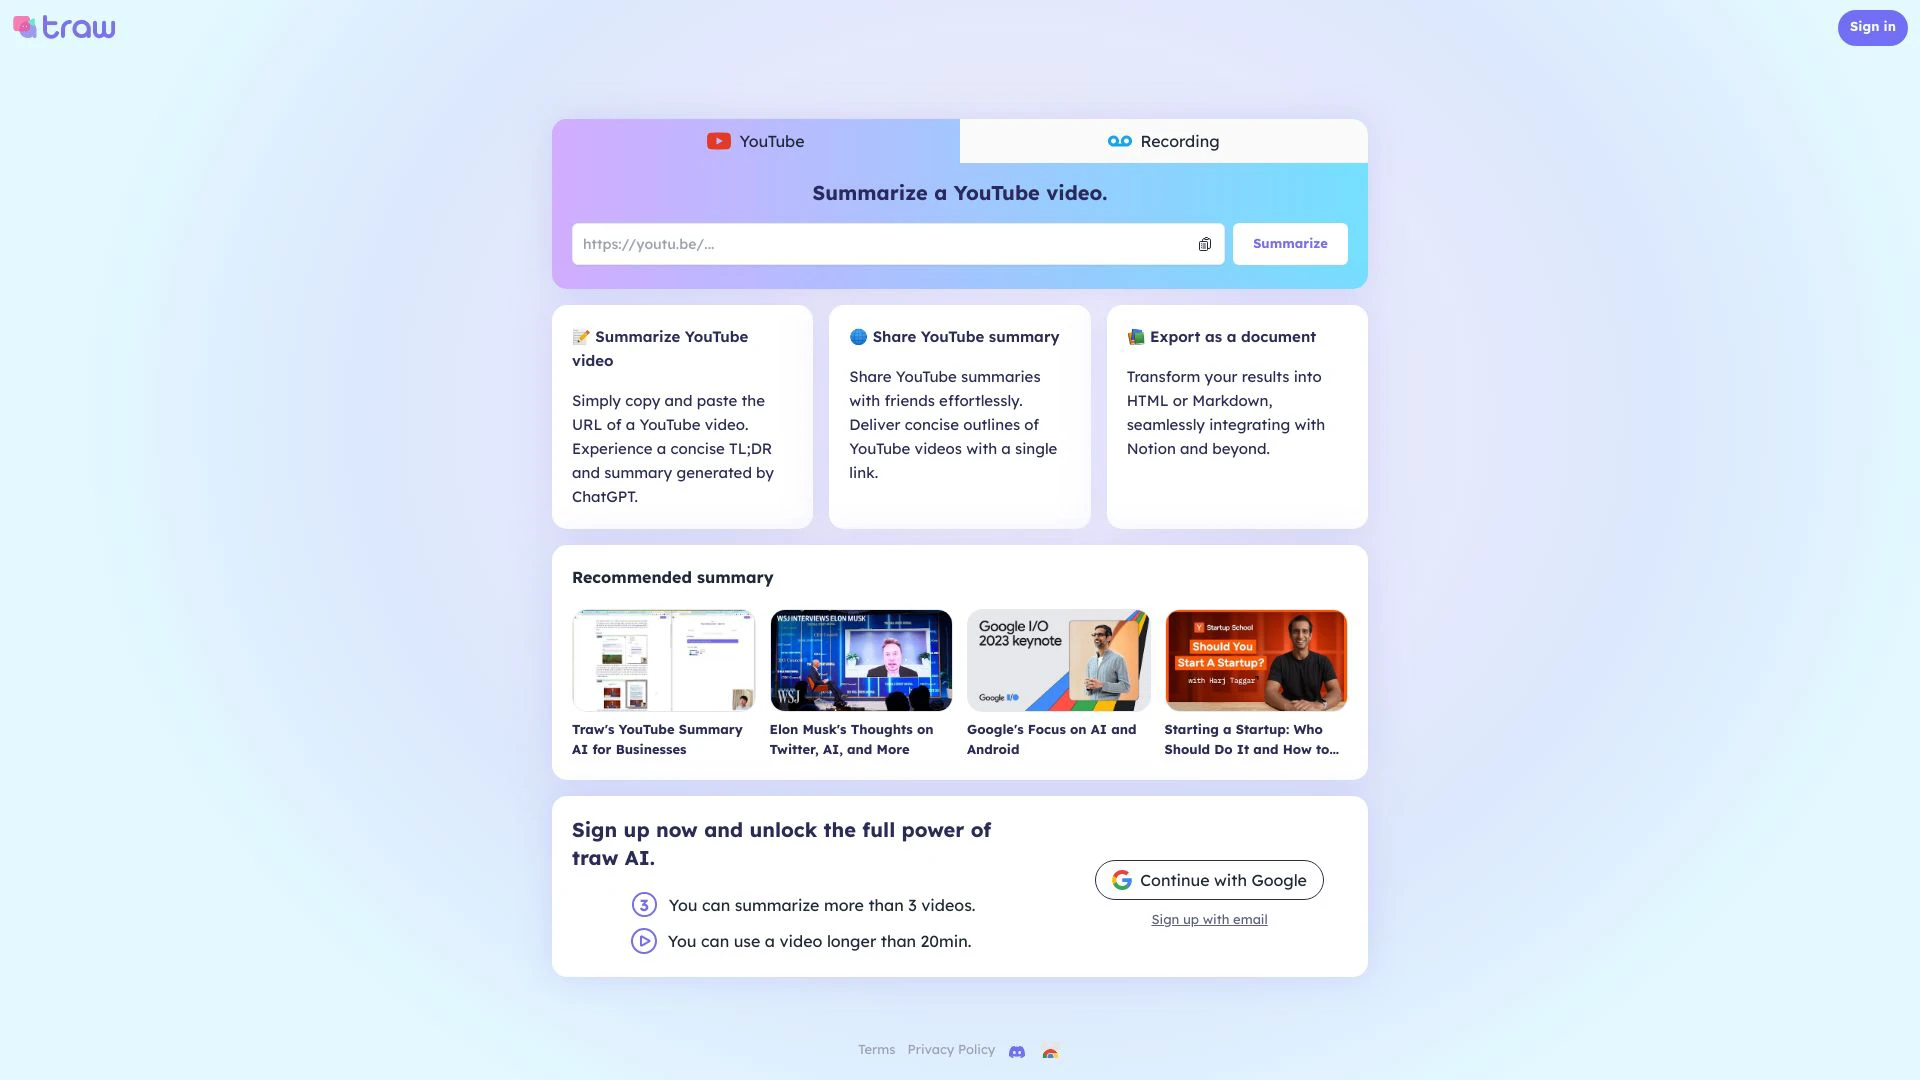 traw
Sign in
YouTube
Recording
Summarize a YouTube video.
https://youtu.be/...
Summarize
Summarize YouTube
video
Simply copy and paste the
URL of a YouTube video.
Experience a concise TL;DR
and summary generated by
ChatGPT.
Share YouTube summary
Share YouTube summaries
with friends effortlessly.
Deliver concise outlines of
YouTube videos with a single
link.
Export as a document
Transform your results into
HTML or Markdown,
seamlessly integrating with
Notion and beyond.
Recommended summary
WSJ INTERVIEWS ELON MUSK
WSJ
Google I/O
2023 keynote
Google I/O
Y Startup School
Should You
Start A Startup?
with Harj Taggar
Traw's YouTube Summary
AI for Businesses
Elon Musk's Thoughts on
Twitter, AI, and More
Google's Focus on AI and
Android
Starting a Startup: Who
Should Do It and How to...
Sign up now and unlock the full power of
traw AI.
3 You can summarize more than 3 videos.
You can use a video longer than 20min.
Continue with Google
Sign up with email
Terms Privacy Policy